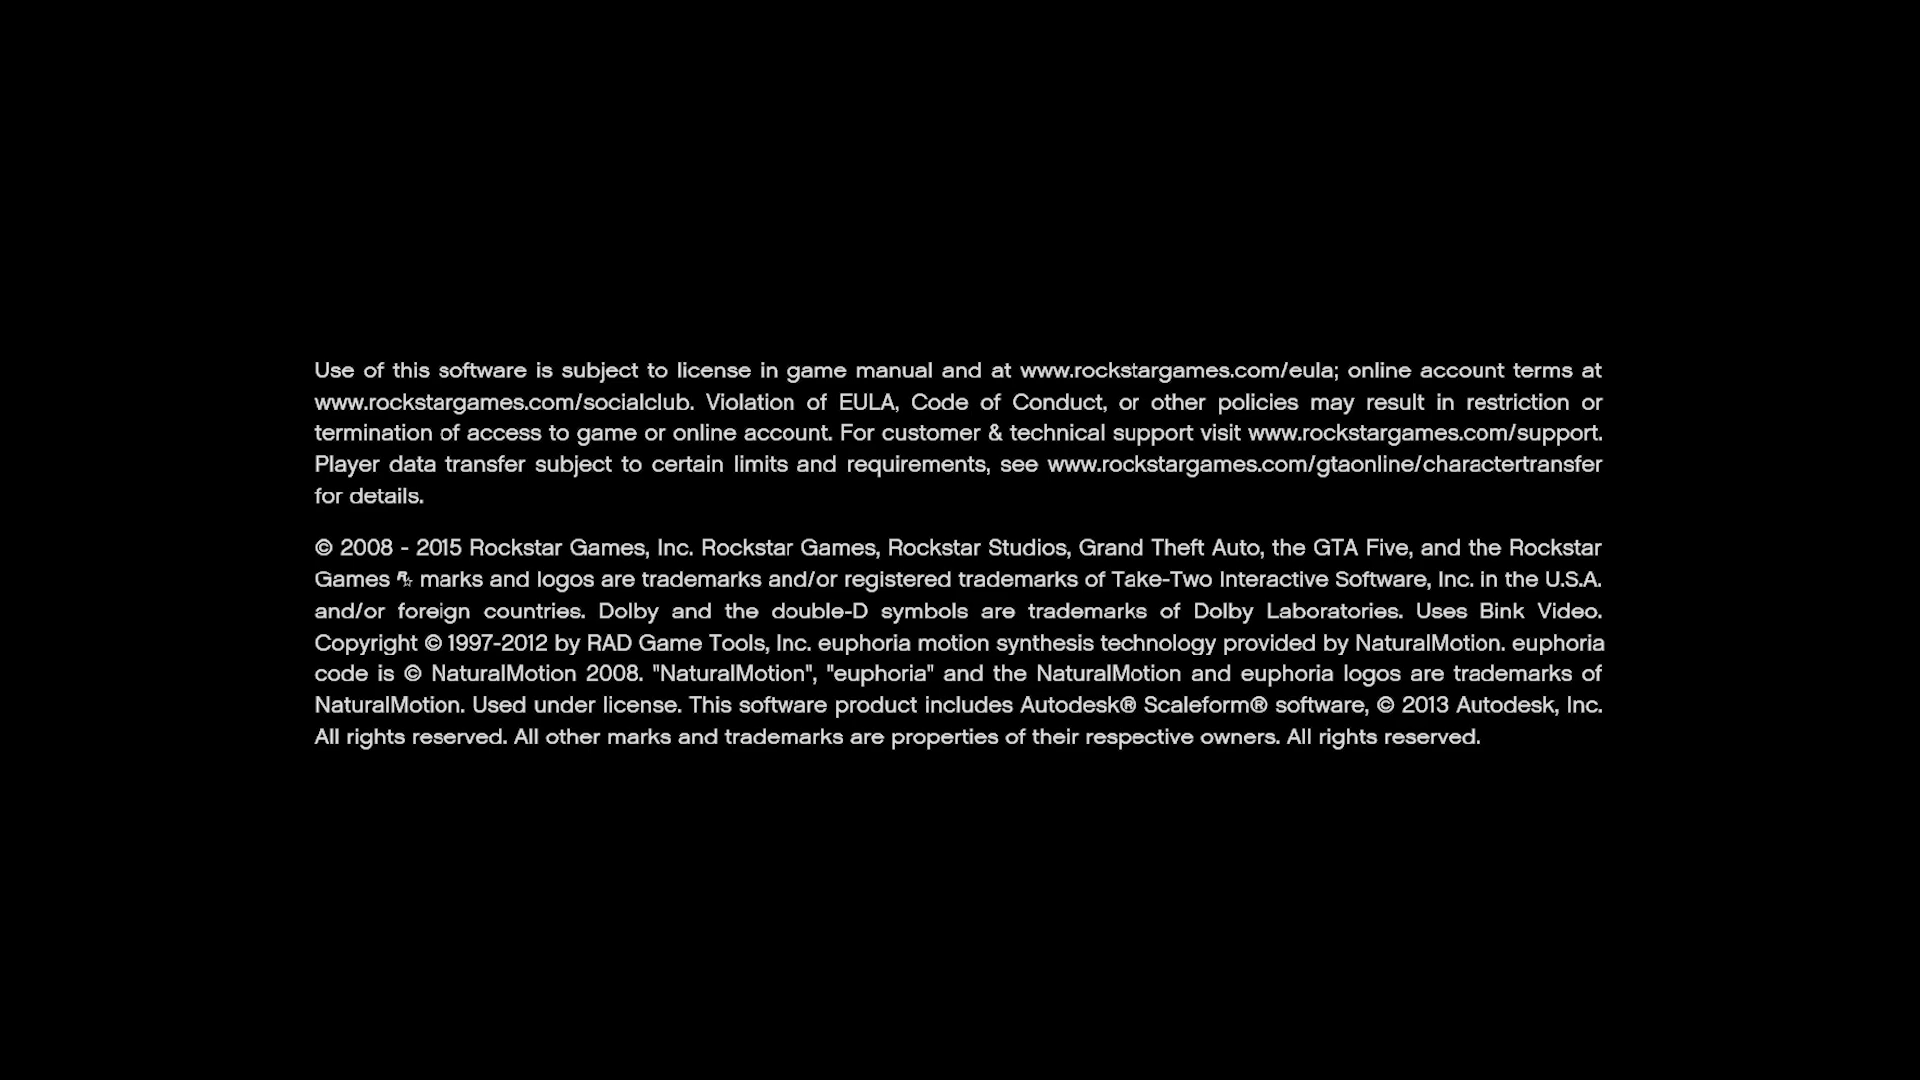 Use of this software is subject to license in game manual and at www.rockstargames.com/eula; online account terms at
www.rockstargames.com/socialclub. Violation of EULA, Code of Conduct, or other policies may result in restriction or
termination of access to game or online account. For customer & technical support visit www.rockstargames.com/support.
Player data transfer subject to certain limits and requirements, see www.rockstargames.com/gtaonline/charactertransfer
for details.
© 2008 - 2015 Rockstar Games, Inc. Rockstar Games, Rockstar Studios, Grand Theft Auto, the GTA Five, and the Rockstar
Games R* marks and logos are trademarks and/or registered trademarks of Take-Two Interactive Software, Inc. in the U.S.A.
and/or foreign countries. Dolby and the double-D symbols are trademarks of Dolby Laboratories. Uses Bink Video.
Copyright © 1997-2012 by RAD Game Tools, Inc. euphoria motion synthesis technology provided by NaturalMotion. euphoria
code is © NaturalMotion 2008. "NaturalMotion", "euphoria" and the NaturalMotion and euphoria logos are trademarks of
NaturalMotion. Used under license. This software product includes Autodesk® Scaleform® software, © 2013 Autodesk, Inc.
All rights reserved. All other marks and trademarks are properties of their respective owners. All rights reserved.